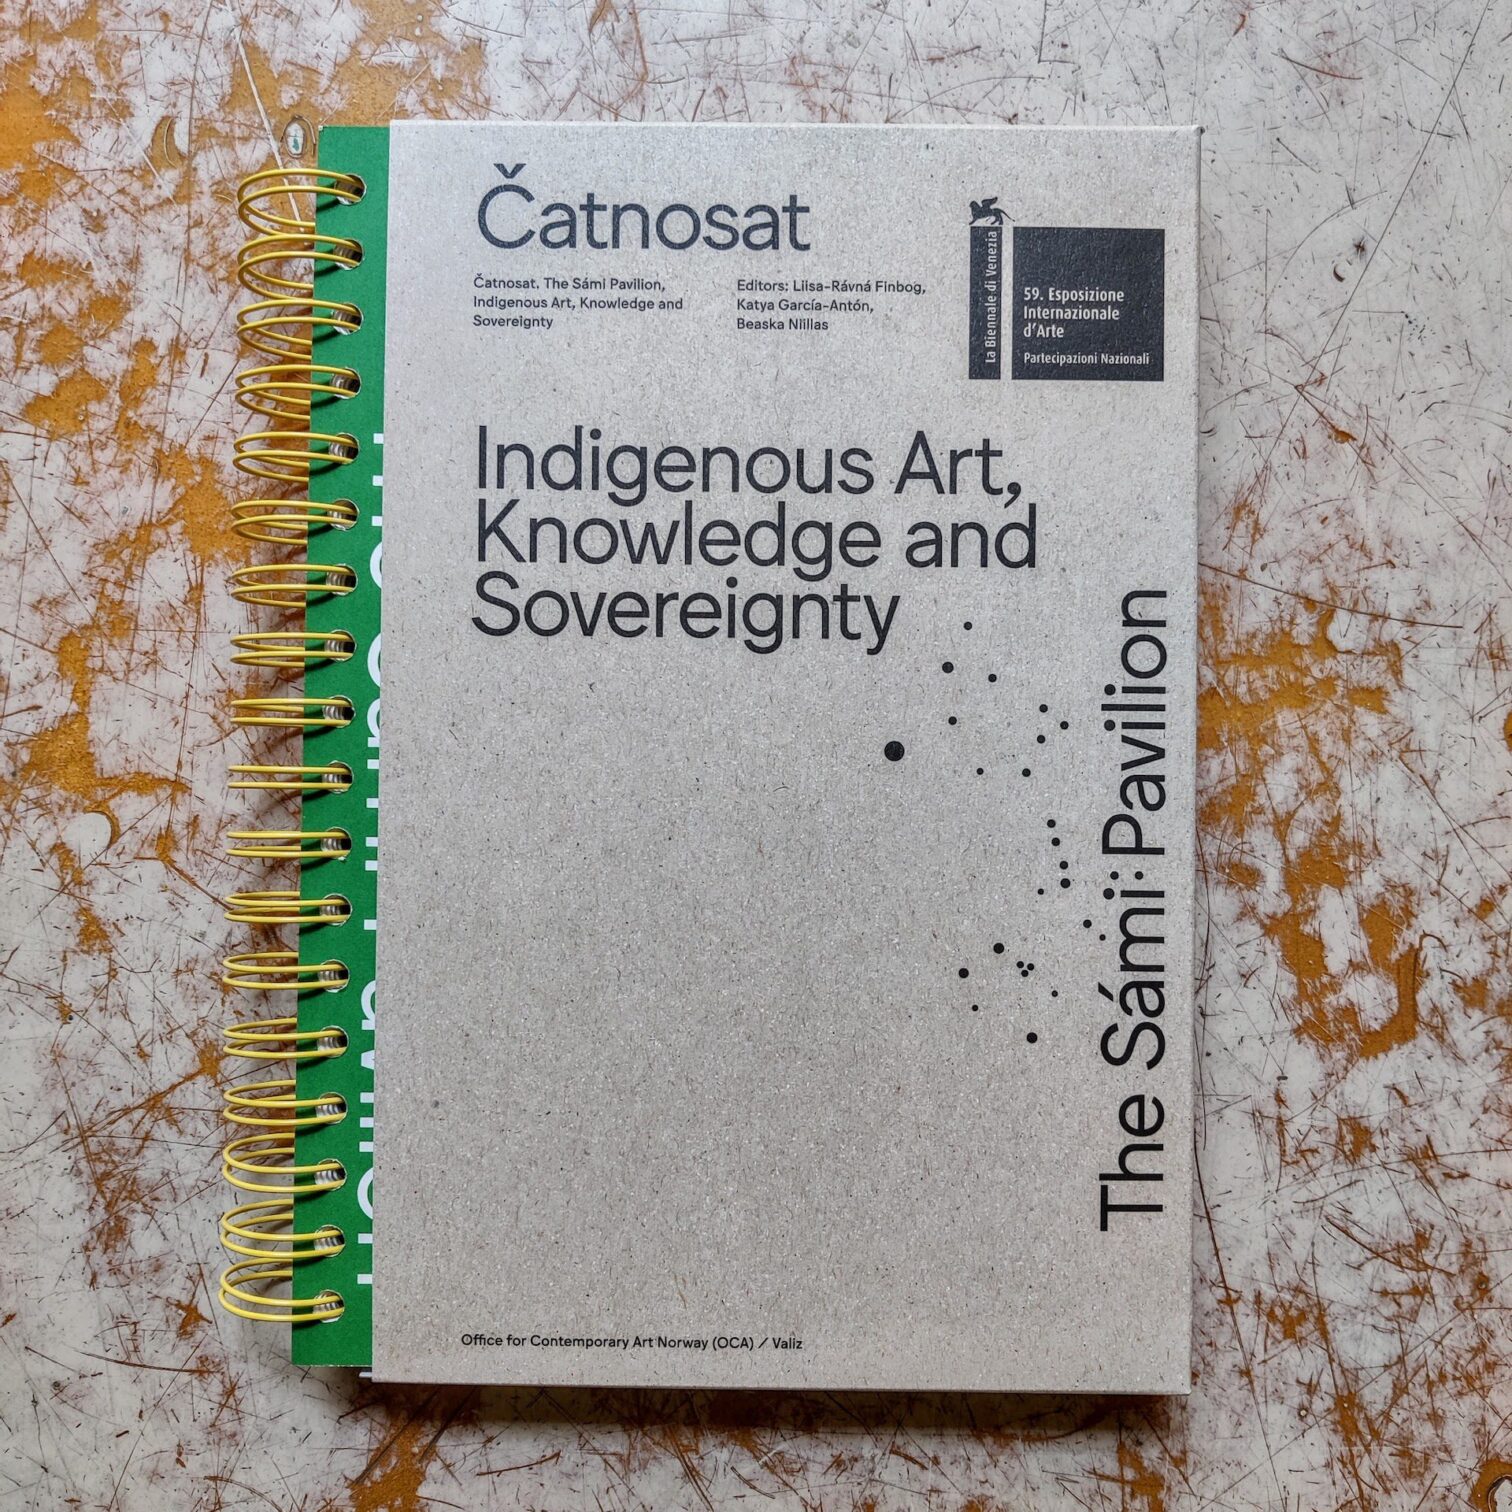 Čatnosat
Čatnosat. The Sámi Pavilion,
Indigenous Art, Knowledge and
Sovereignty
Editors: Liisa-Rávná Finbog,
Katya García-Antón,
Beaska Niillas
La Biennale di Venezia
59. Esposizione
Internazionale
d'Arte
Partecipazioni Nazionali
Indigenous Art,
Knowledge and
Sovereignty
The Sámi Pavilion
Office for Contemporary Art Norway (OCA) / Valiz